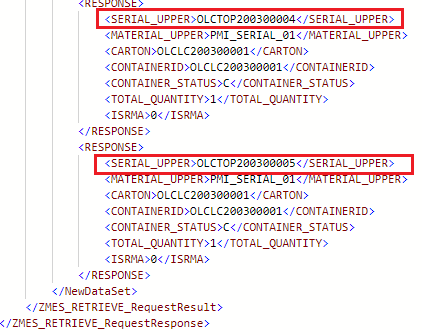 <RESPONSE>
<SERIAL_UPPER>OLCTOP200300004</SERIAL_UPPER>
<MATERIAL_UPPER>PMI_SERIAL_01</MATERIAL_UPPER>
<CARTON>OLCLC200300001</CARTON>
<CONTAINERID>OLCLC200300001</CONTAINERID>
<CONTAINER_STATUS>C</CONTAINER_STATUS>
<TOTAL_QUANTITY>1</TOTAL_QUANTITY>
<ISRMA>0</ISRMA>
</RESPONSE>
<RESPONSE>
<SERIAL_UPPER>OLCTOP200300005</SERIAL_UPPER>
<MATERIAL_UPPER>PMI_SERIAL_01</MATERIAL_UPPER>
<CARTON>OLCLC200300001</CARTON>
<CONTAINERID>OLCLC200300001</CONTAINERID>
<CONTAINER_STATUS>C</CONTAINER_STATUS>
<TOTAL_QUANTITY>1</TOTAL_QUANTITY>
<ISRMA>0</ISRMA>
</RESPONSE>
</NewDataSet>
</ZMES_RETRIEVE_RequestResult>
</ZMES_RETRIEVE_RequestResponse>